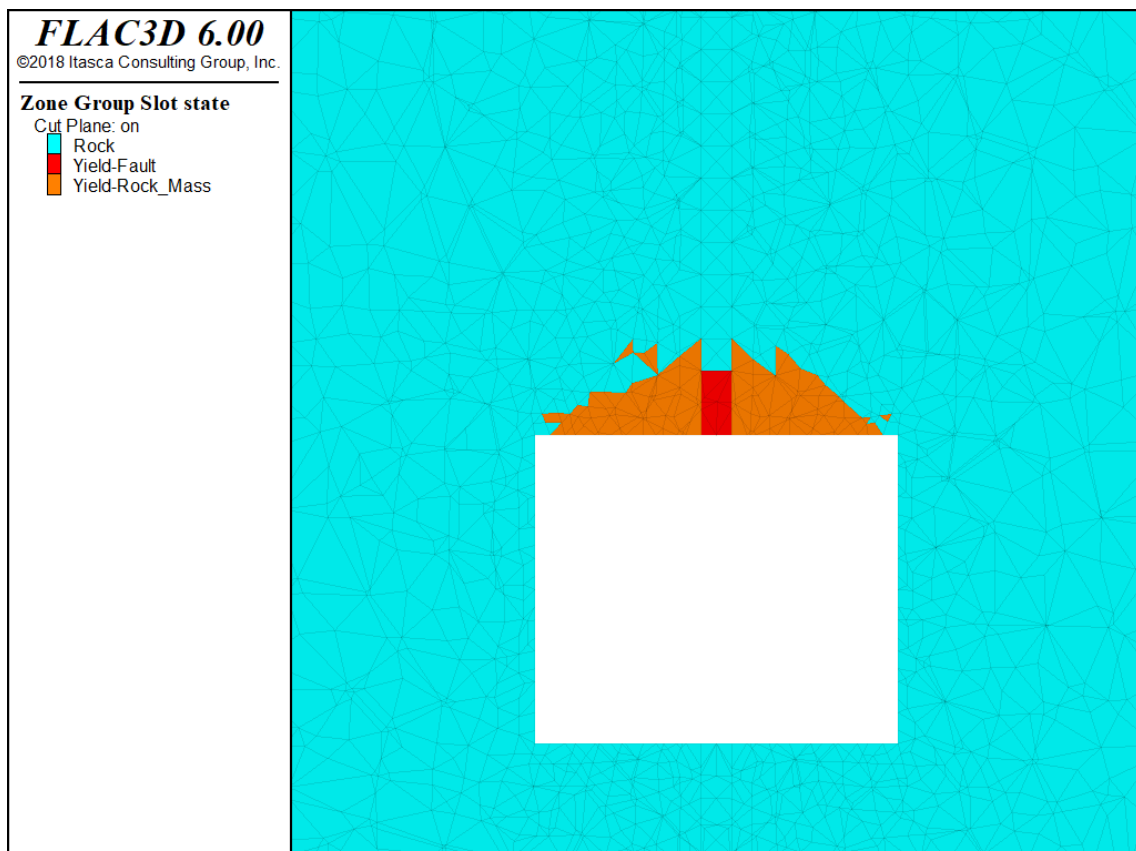 FLAC3D 6.00
©2018 Itasca Consulting Group, Inc.
Zone Group Slot state
Cut Plane: on
Rock
Yield-Fault
Yield-Rock_Mass